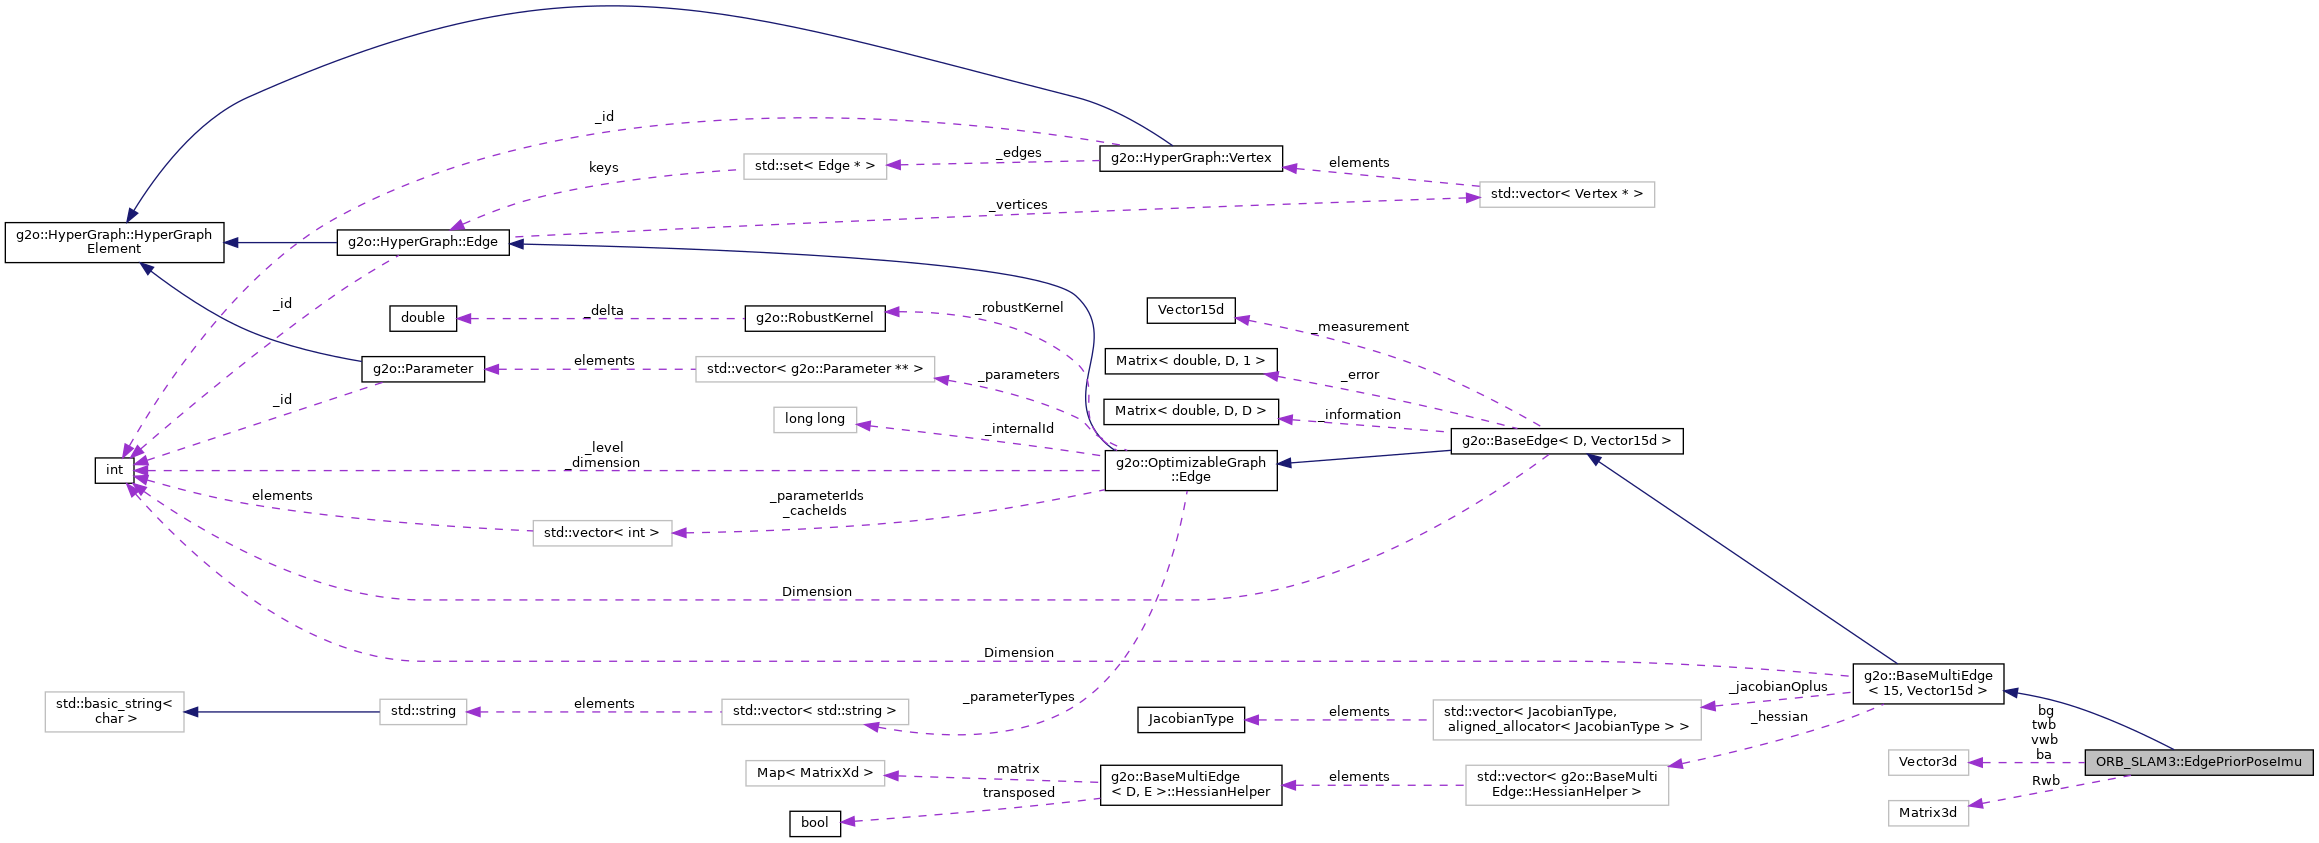 _id
g2o::HyperGraph::Vertex
_edges
elements
std::set< Edge * >
keys
std::vector< Vertex * >
_vertices
g2o::HyperGraph::HyperGraph
Element
g2o::HyperGraph::Edge
_id
double
_delta
g2o::RobustKernel
_robustKernel
Vector15d
_measurement
g2o::Parameter
elements
std::vector< g2o::Parameter ** >
_parameters
Matrix< double, D, 1 >
_error
_id
long long
_internalId
Matrix< double, D, D >
_information
g2o::BaseEdge< D, Vector15d >
int
_level
_dimension
g2o::OptimizableGraph
::Edge
elements
_parameterIds
_cacheIds
std::vector< int >
Dimension
Dimension
g2o::BaseMultiEdge
< 15, Vector15d >
std::basic_string<
char >
std::string
elements
std::vector< std::string >
_parameterTypes
JacobianType
elements
std::vector< JacobianType,
aligned_allocator< JacobianType > >
_jacobianOplus
_hessian
bg
twb
vwb
ba
Map< MatrixXd >
matrix
transposed
g2o::BaseMultiEdge
< D, E >::HessianHelper
elements
std::vector< g2o::BaseMulti
Edge::HessianHelper >
Vector3d
ORB_SLAM3::EdgePriorPoseImu
Rwb
bool
Matrix3d